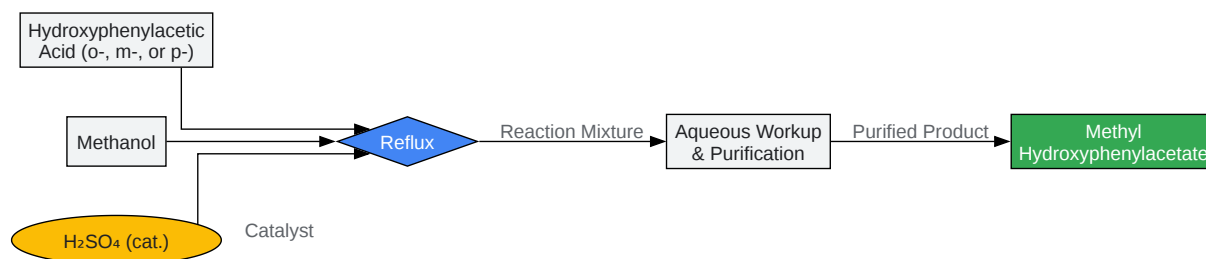 Hydroxyphenylacetic
Acid (o-, m-, or p-)
Methanol
H₂SO₄ (cat.)
Catalyst
Reflux
Reaction Mixture
Aqueous Workup
& Purification
Purified Product
Methyl
Hydroxyphenylacetate